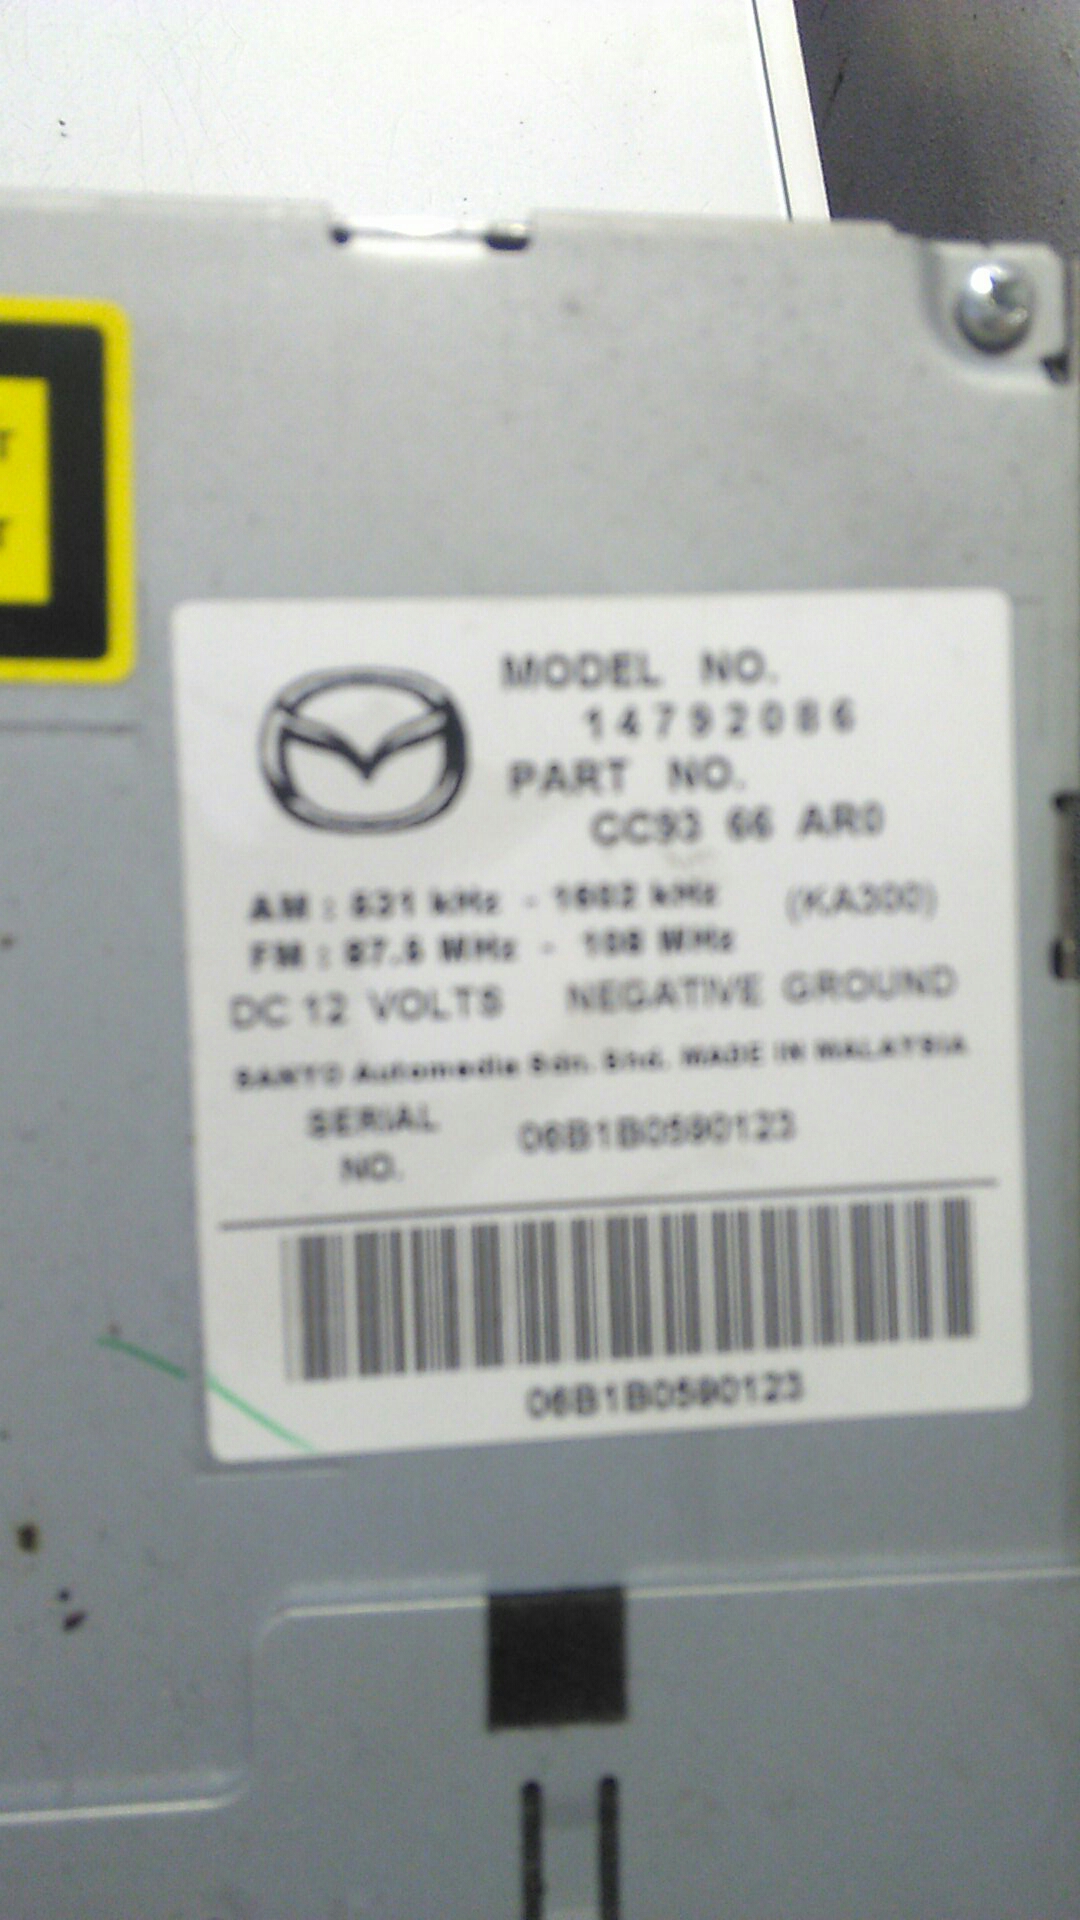 MODEL NO.
14792086
PART NO.
CC93 66 AR0
AM : 531 kHz - 1602 kHz (KA300)
FM : 87.5 MHz - 108 MHz
DC 12 VOLTS NEGATIVE GROUND
SANYO Automedia Sdn. Bhd. MADE IN MALAYSIA
SERIAL NO. 06B1B0590123
06B1B0590123